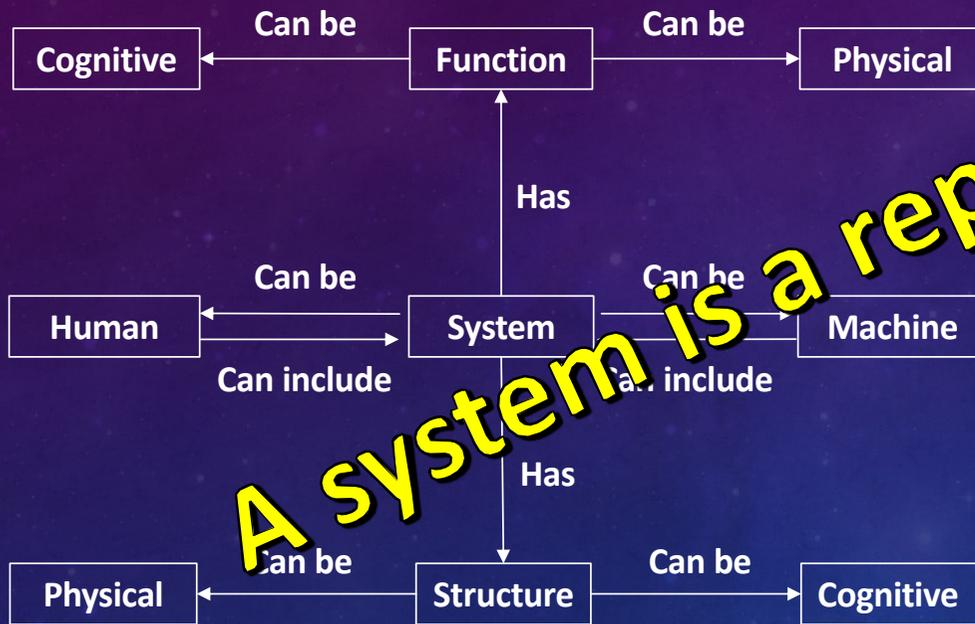 Can be Can be
Cognitive Function Physical
Has
Can be Can be
Human System Machine
Can include Can include
Has
Can be Can be
Physical Structure Cognitive
A system is a rep